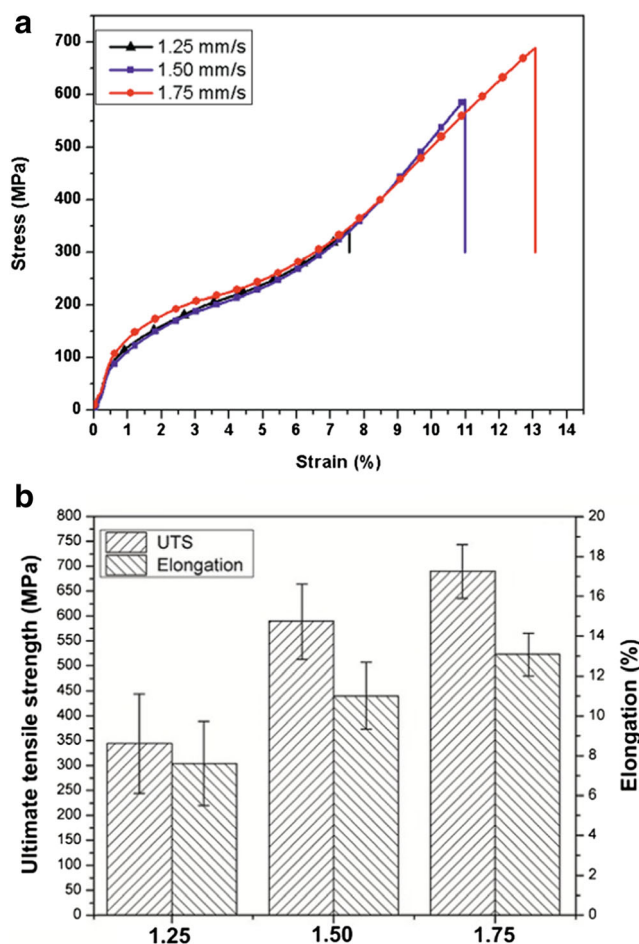 a
700
600
500
400
300
200
100
0
Stress (MPa)
1.25 mm/s
1.50 mm/s
1.75 mm/s
0 1 2 3 4 5 6 7 8 9 10 11 12 13 14
Strain (%)
b
800
750
700
650
600
550
500
450
400
350
300
250
200
150
100
50
0
Ultimate tensile strength (MPa)
UTS
Elongation
20
18
16
14
12
10
8
6
4
2
0
Elongation (%)
1.25 1.50 1.75